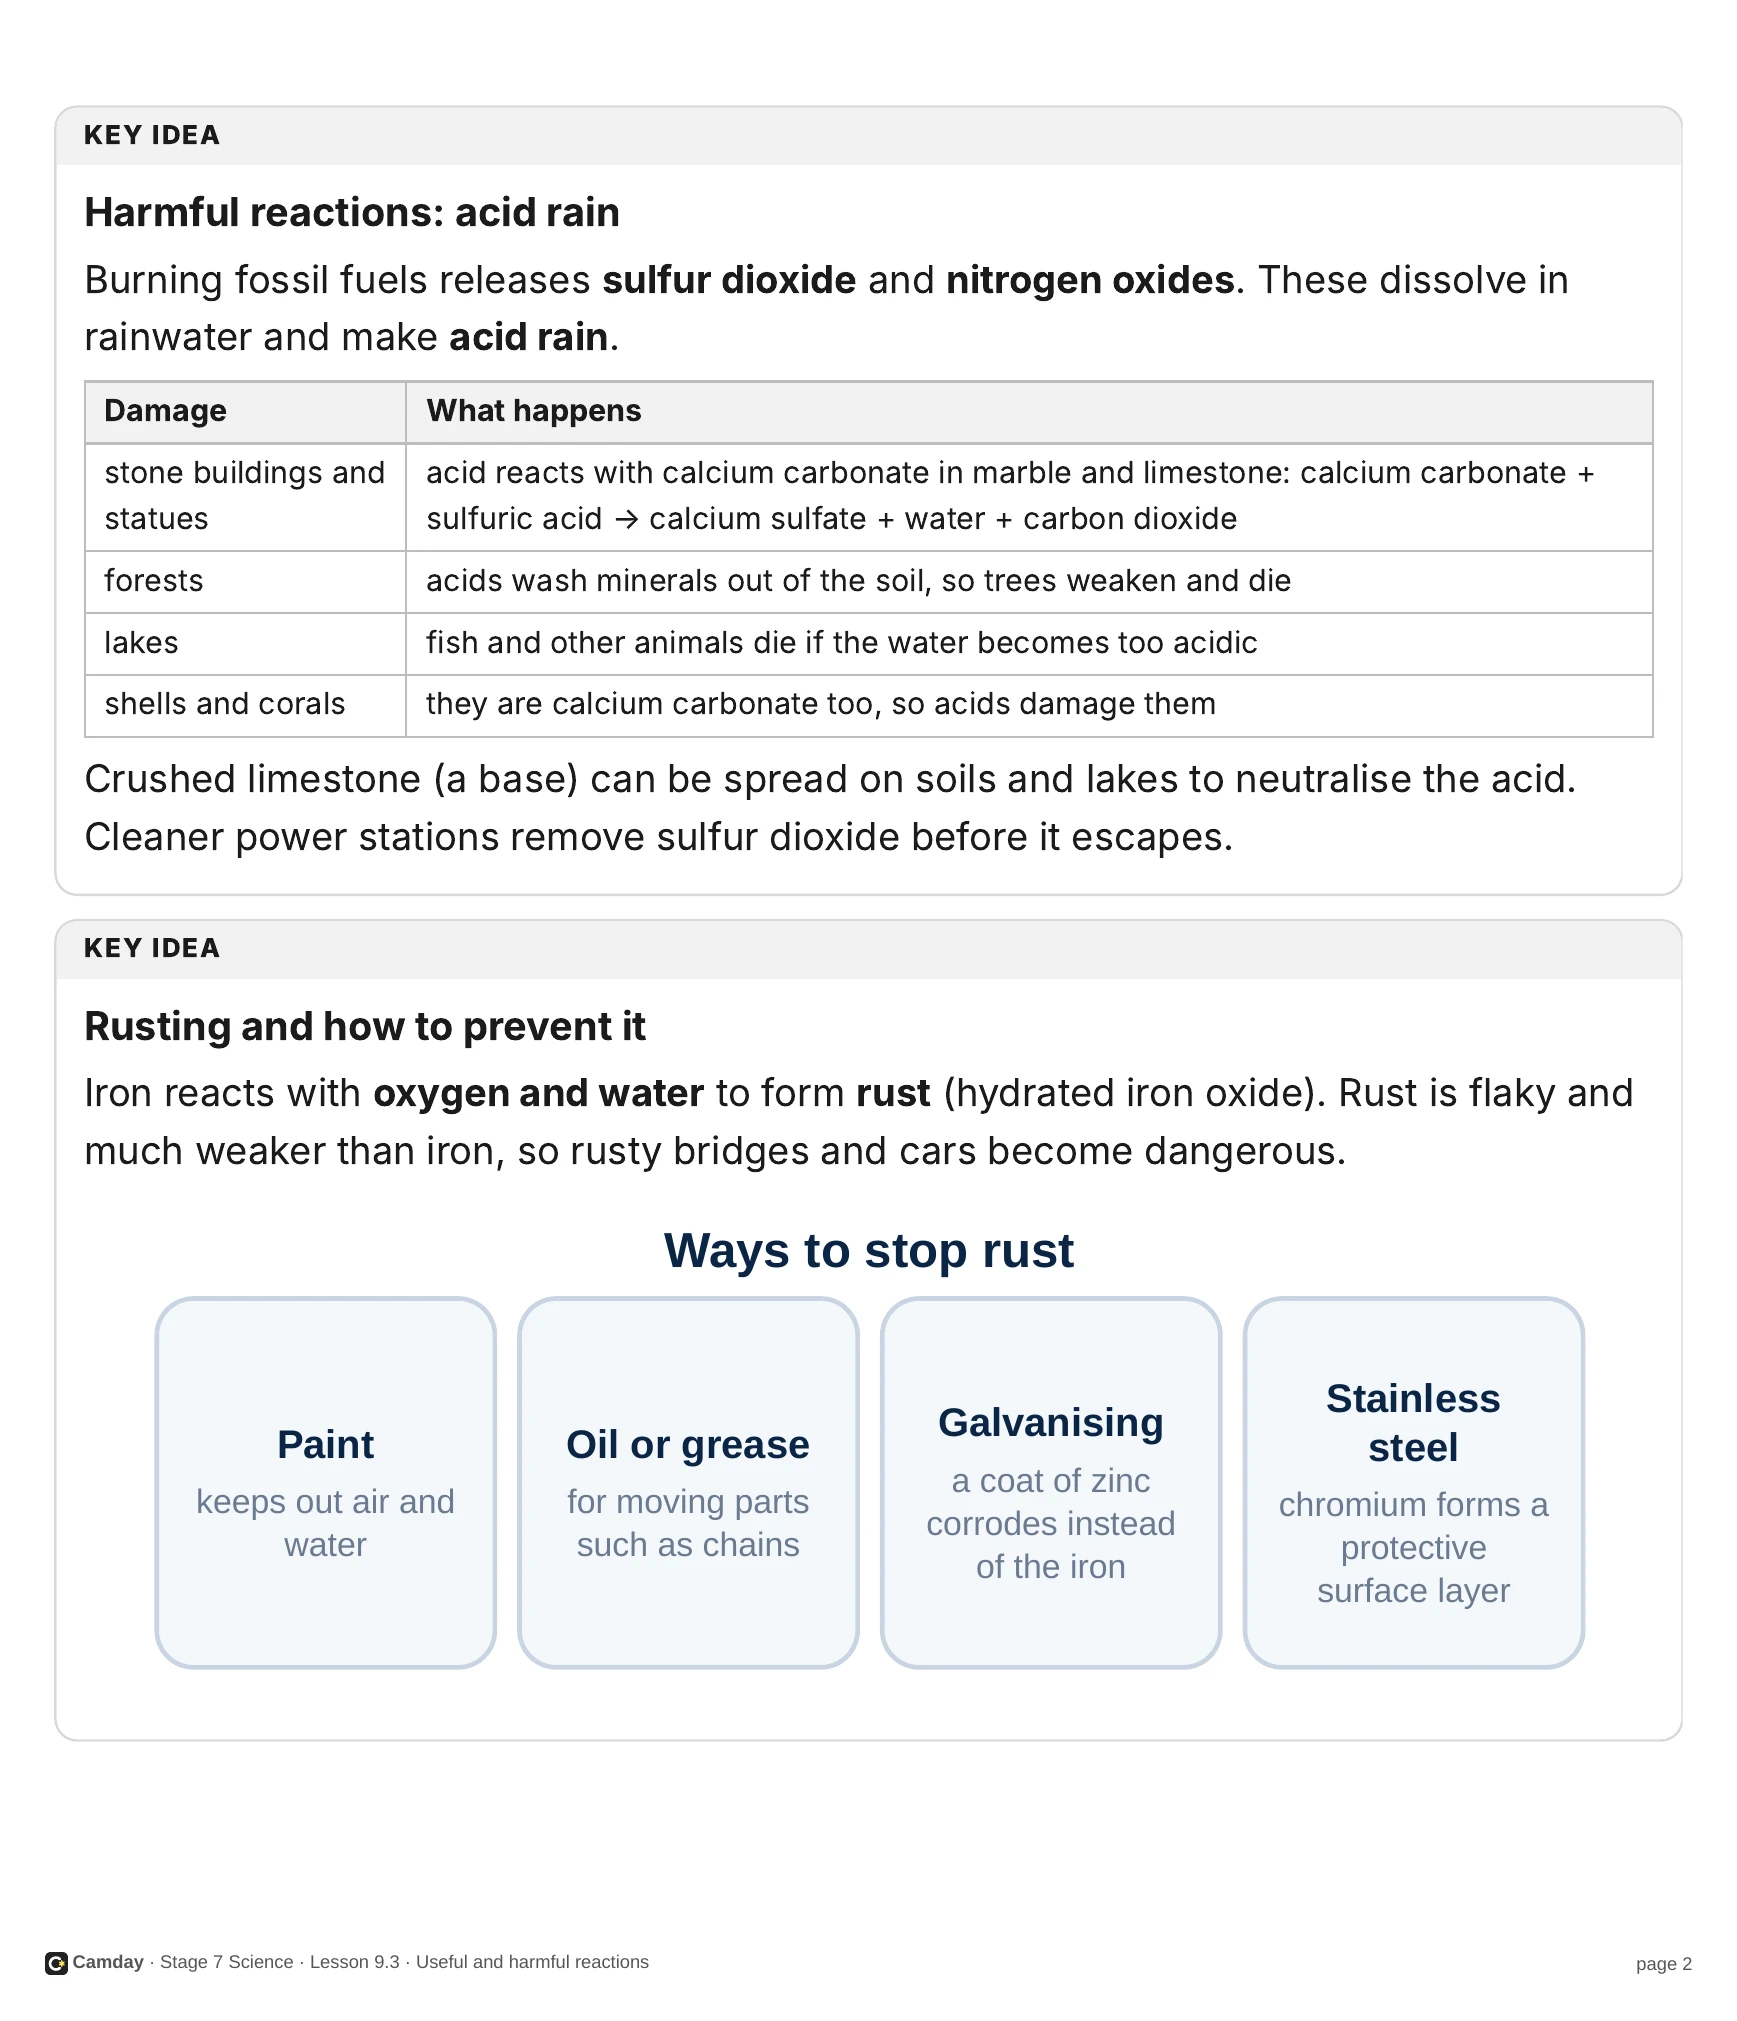 KEY IDEA
Harmful reactions: acid rain
Burning fossil fuels releases sulfur dioxide and nitrogen oxides. These dissolve in
rainwater and make acid rain.
Damage What happens
stone buildings and
statues
acid reacts with calcium carbonate in marble and limestone: calcium carbonate +
sulfuric acid → calcium sulfate + water + carbon dioxide
forests acids wash minerals out of the soil, so trees weaken and die
lakes fish and other animals die if the water becomes too acidic
shells and corals they are calcium carbonate too, so acids damage them
Crushed limestone (a base) can be spread on soils and lakes to neutralise the acid.
Cleaner power stations remove sulfur dioxide before it escapes.
KEY IDEA
Rusting and how to prevent it
Iron reacts with oxygen and water to form rust (hydrated iron oxide). Rust is flaky and
much weaker than iron, so rusty bridges and cars become dangerous.
Ways to stop rust
Paint
keeps out air and
water
Oil or grease
for moving parts
such as chains
Galvanising
a coat of zinc
corrodes instead
of the iron
Stainless
steel
chromium forms a
protective
surface layer
Camday · Stage 7 Science · Lesson 9.3 · Useful and harmful reactions
page 2